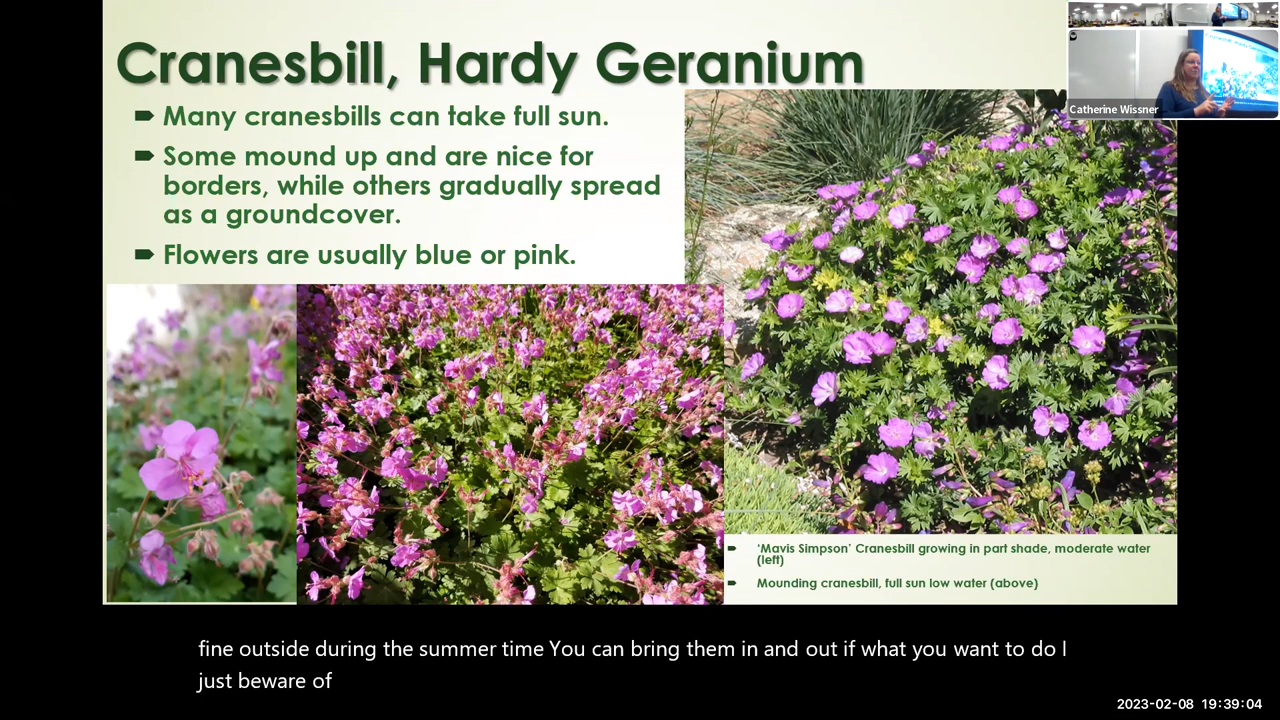 Cranesbill, Hardy Geranium
Many cranesbills can take full sun.
Some mound up and are nice for
borders, while others gradually spread
as a groundcover.
Flowers are usually blue or pink.
Catherine Wissner
'Mavis Simpson' Cranesbill growing in part shade, moderate water
(left)
Mounding cranesbill, full sun low water (above)
fine outside during the summer time You can bring them in and out if what you want to do I
just beware of
2023-02-08 19:39:04